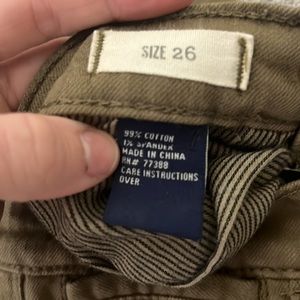 SIZE 26
99% COTTON
1% SPANDEX
MADE IN CHINA
RN# 77388
CARE INSTRUCTIONS
OVER